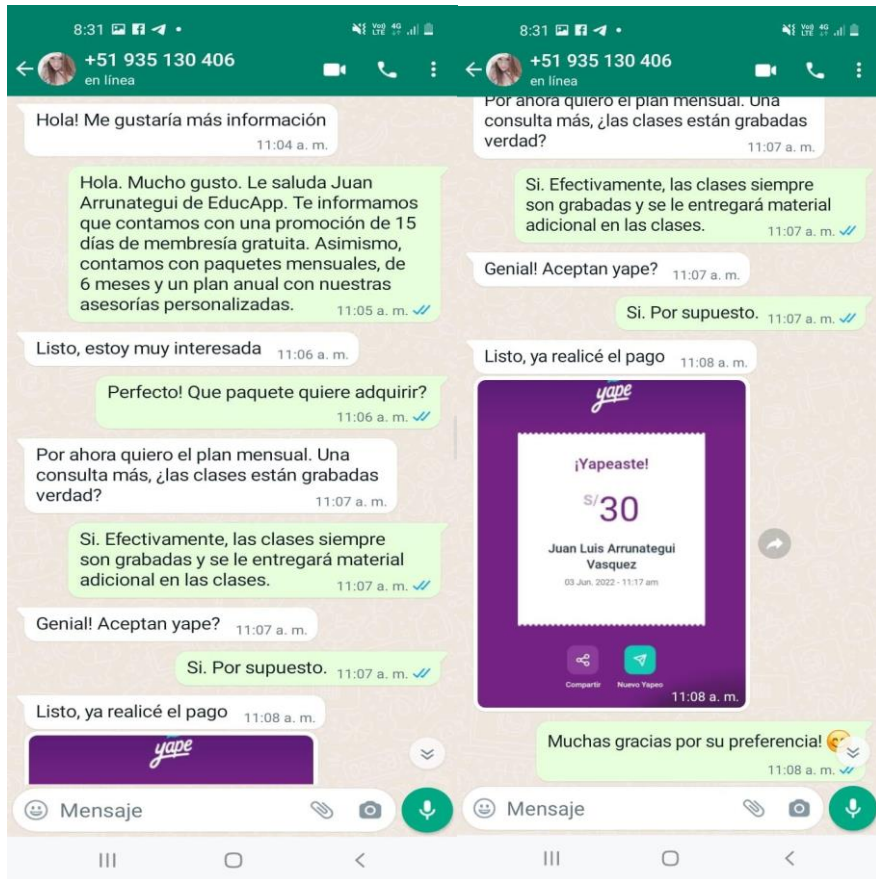 8:31
Voo) 4G
LTE
+51 935 130 406
en línea
Hola! Me gustaría más información
11:04 a. m.
Hola. Mucho gusto. Le saluda Juan
Arrunategui de EducApp. Te informamos
que contamos con una promoción de 15
días de membresía gratuita. Asimismo,
contamos con paquetes mensuales, de
6 meses y un plan anual con nuestras
asesorías personalizadas.
11:05 a. m.
Listo, estoy muy interesada
11:06 a. m.
Perfecto! Que paquete quiere adquirir?
11:06 a. m.
Por ahora quiero el plan mensual. Una
consulta más, ¿las clases están grabadas
verdad?
11:07 a. m.
Si. Efectivamente, las clases siempre
son grabadas y se le entregará material
adicional en las clases.
11:07 a. m.
Genial! Aceptan yape?
11:07 a. m.
Si. Por supuesto.
11:07 a. m.
Listo, ya realicé el pago
11:08 a. m.
yape
Mensaje
8:31
Voo) 4G
LTE
+51 935 130 406
en línea
Por ahora quiero el plan mensual. Una
consulta más, ¿las clases están grabadas
verdad?
11:07 a. m.
Si. Efectivamente, las clases siempre
son grabadas y se le entregará material
adicional en las clases.
11:07 a. m.
Genial! Aceptan yape?
11:07 a. m.
Si. Por supuesto.
11:07 a. m.
Listo, ya realicé el pago
11:08 a. m.
yape
¡Yapeaste!
S/30
Juan Luis Arrunategui
Vasquez
03 Jun. 2022 - 11:17 am
Compartir
Nuevo Yapeo
11:08 a. m.
Muchas gracias por su preferencia!
11:08 a. m.
Mensaje